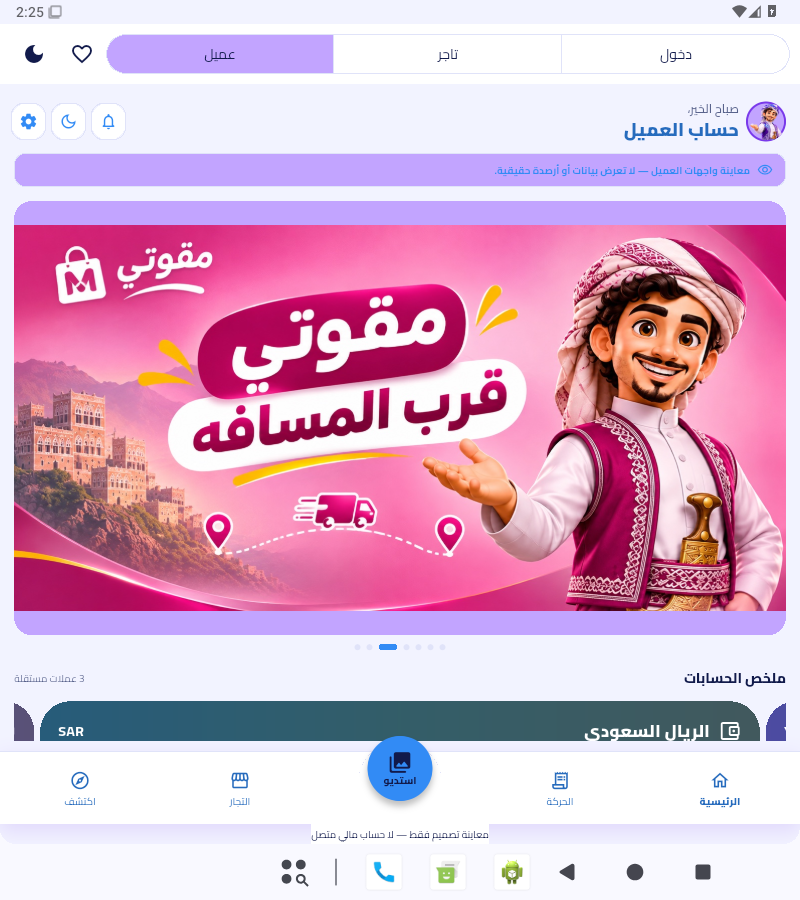 2:25
دخول
تاجر
عميل
صباح الخير،
حساب العميل
معاينة واجهات العميل — لا تعرض بيانات أو أرصدة حقيقية.
مقوتي
مقوتي
قرب المسافه
ملخص الحسابات
3 عملات مستقلة
الريال السعودي
SAR
الرئيسية
الحركة
استديو
التجار
اكتشف
معاينة تصميم فقط — لا حساب مالي متصل